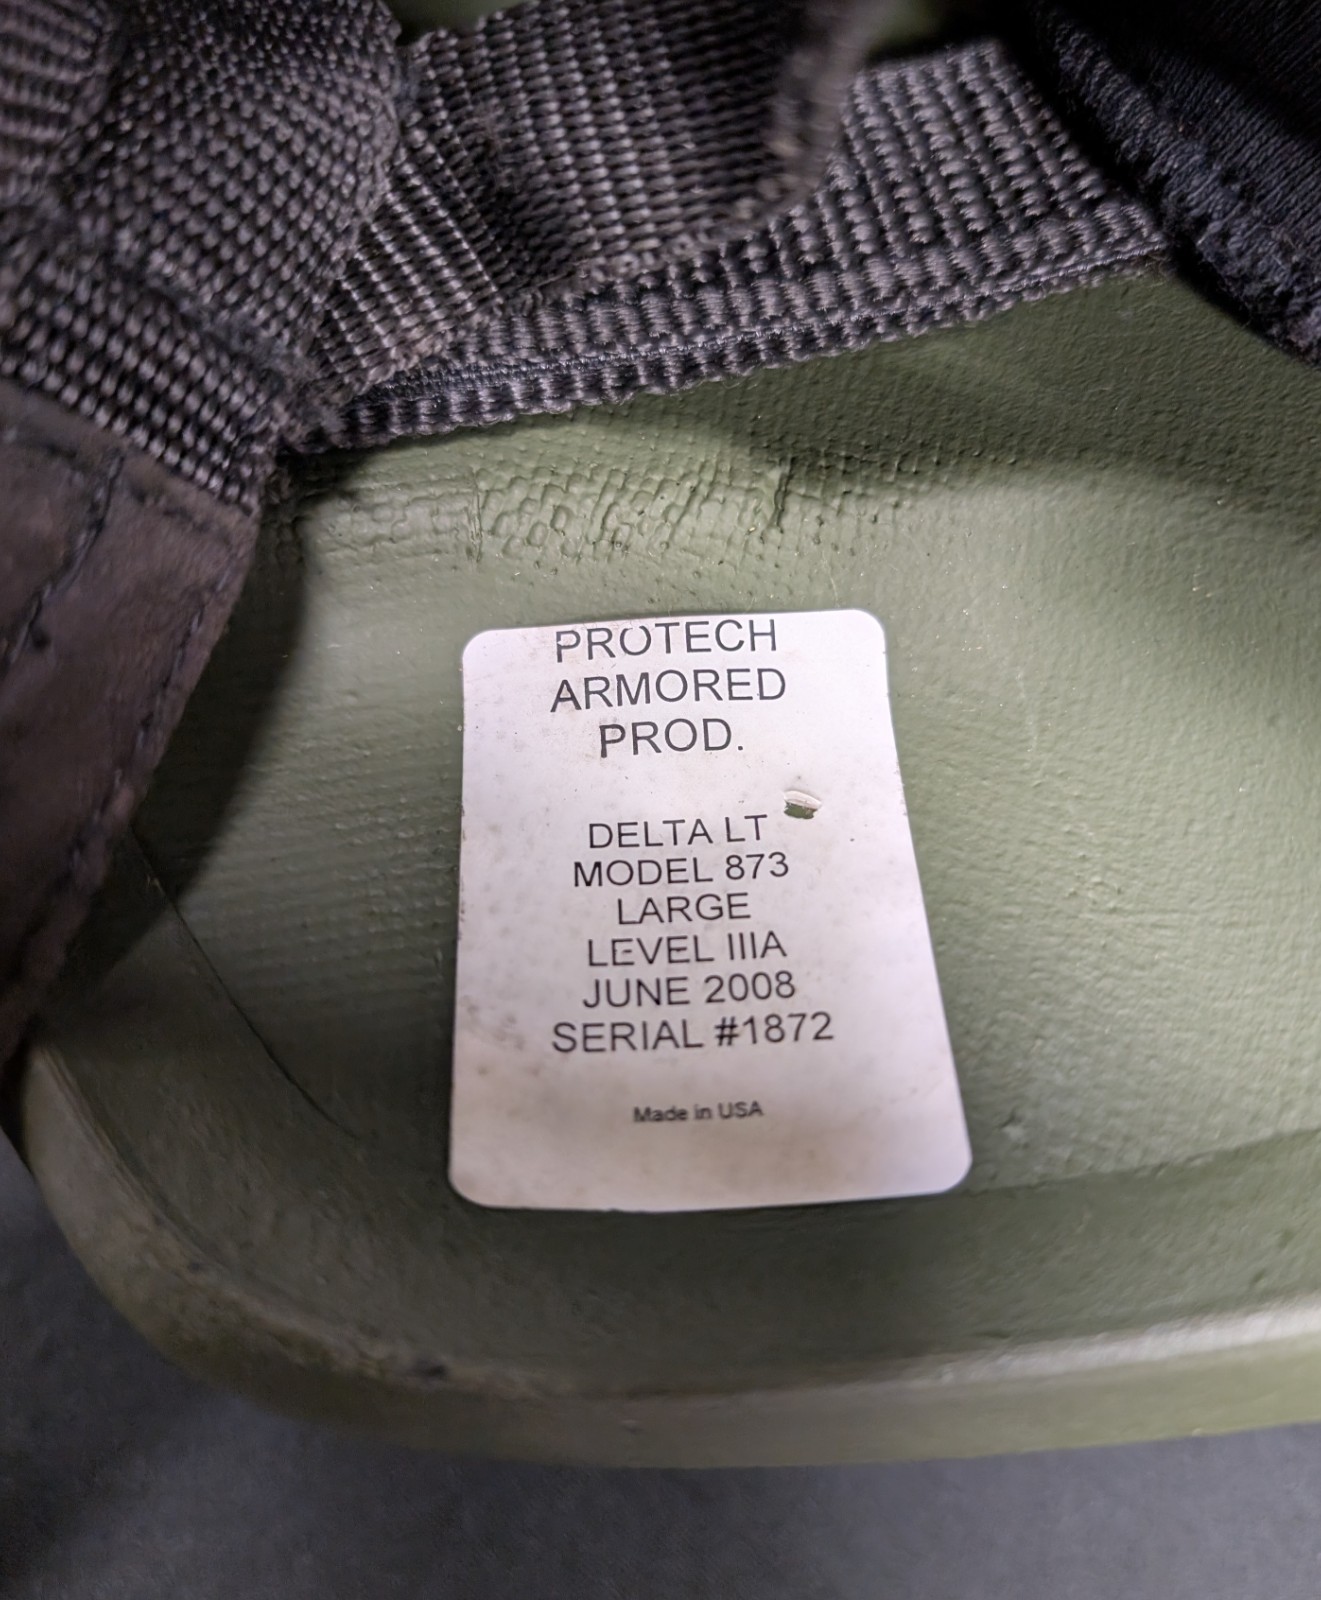 PROTECH
ARMORED
PROD.
DELTA LT
MODEL 873
LARGE
LEVEL IIIA
JUNE 2008
SERIAL #1872
Made in USA